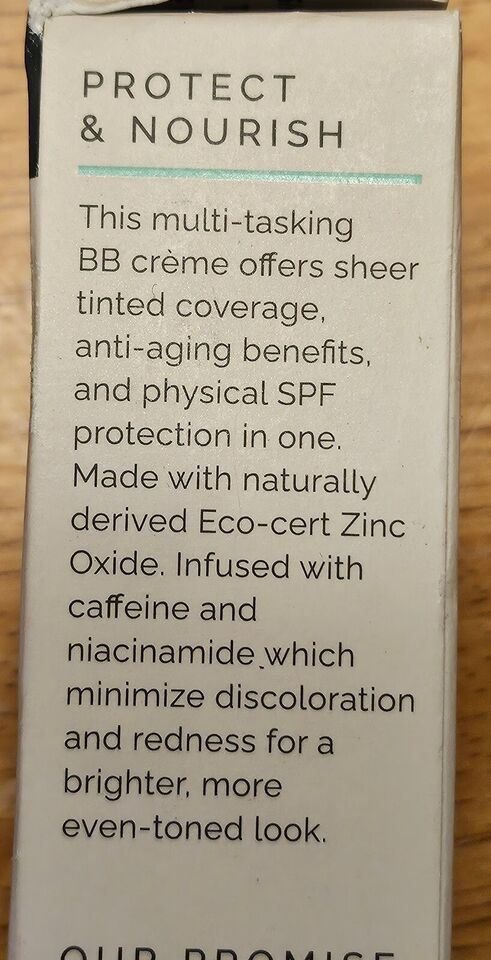 PROTECT
& NOURISH
This multi-tasking
BB crème offers sheer
tinted coverage,
anti-aging benefits,
and physical SPF
protection in one.
Made with naturally
derived Eco-cert Zinc
Oxide. Infused with
caffeine and
niacinamide which
minimize discoloration
and redness for a
brighter, more
even-toned look.
OUR PROMISE